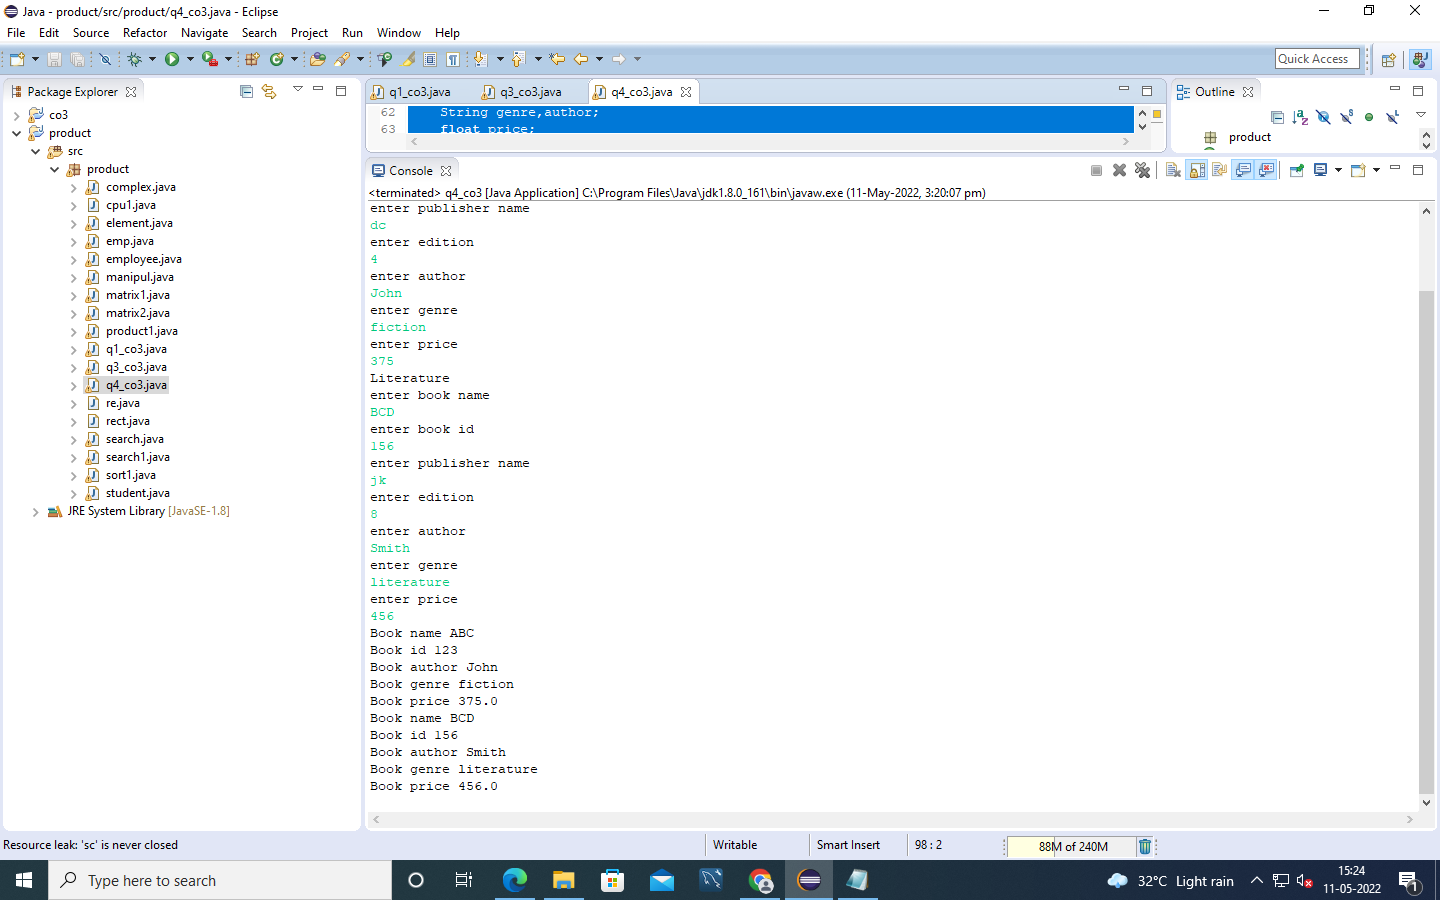 Java - product/src/product/q4_co3.java - Eclipse
File Edit Source Refactor Navigate Search Project Run Window Help
Quick Access
Package Explorer
q1_co3.java q3_co3.java q4_co3.java
Outline
co3
product
src
product
complex.java
cpu1.java
element.java
emp.java
employee.java
manipul.java
matrix1.java
matrix2.java
product1.java
q1_co3.java
q3_co3.java
q4_co3.java
re.java
rect.java
search.java
search1.java
sort1.java
student.java
JRE System Library [JavaSE-1.8]
62 String genre,author;
63 float price;
product
Console
<terminated> q4_co3 [Java Application] C:\Program Files\Java\jdk1.8.0_161\bin\javaw.exe (11-May-2022, 3:20:07 pm)
enter publisher name
dc
enter edition
4
enter author
John
enter genre
fiction
enter price
375
Literature
enter book name
BCD
enter book id
156
enter publisher name
jk
enter edition
8
enter author
Smith
enter genre
literature
enter price
456
Book name ABC
Book id 123
Book author John
Book genre fiction
Book price 375.0
Book name BCD
Book id 156
Book author Smith
Book genre literature
Book price 456.0
Resource leak: 'sc' is never closed
Writable
Smart Insert
98 : 2
88M of 240M
Type here to search
32°C Light rain
15:24
11-05-2022
1